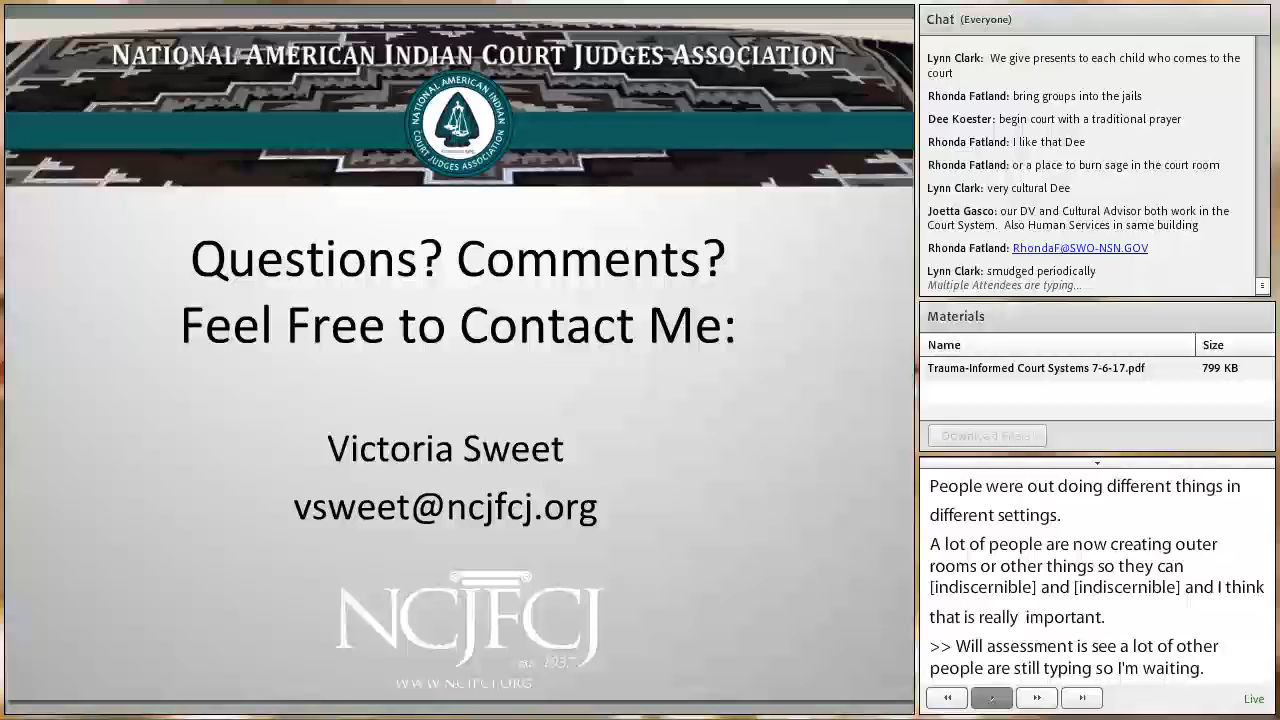 NATIONAL AMERICAN INDIAN COURT JUDGES ASSOCIATION
NATIONAL AMERICAN INDIAN
COURT JUDGES ASSOCIATION
Questions? Comments?
Feel Free to Contact Me:
Victoria Sweet
vsweet@ncjfcj.org
NCJFCJ
est. 1937
WWW.NCJFCJ.ORG
Chat (Everyone)
Lynn Clark: We give presents to each child who comes to the
court
Rhonda Fatland: bring groups into the jails
Dee Koester: begin court with a traditional prayer
Rhonda Fatland: I like that Dee
Rhonda Fatland: or a place to burn sage in the court room
Lynn Clark: very cultural Dee
Joetta Gasco: our DV and Cultural Advisor both work in the
Court System. Also Human Services in same building
Rhonda Fatland: RhondaF@SWO-NSN.GOV
Lynn Clark: smudged periodically
Multiple Attendees are typing...
Materials
Name Size
Trauma-Informed Court Systems 7-6-17.pdf 799 KB
Download File(s)
People were out doing different things in
different settings.
A lot of people are now creating outer
rooms or other things so they can
[indiscernible] and [indiscernible] and I think
that is really important.
>> Will assessment is see a lot of other
people are still typing so I'm waiting.
Live